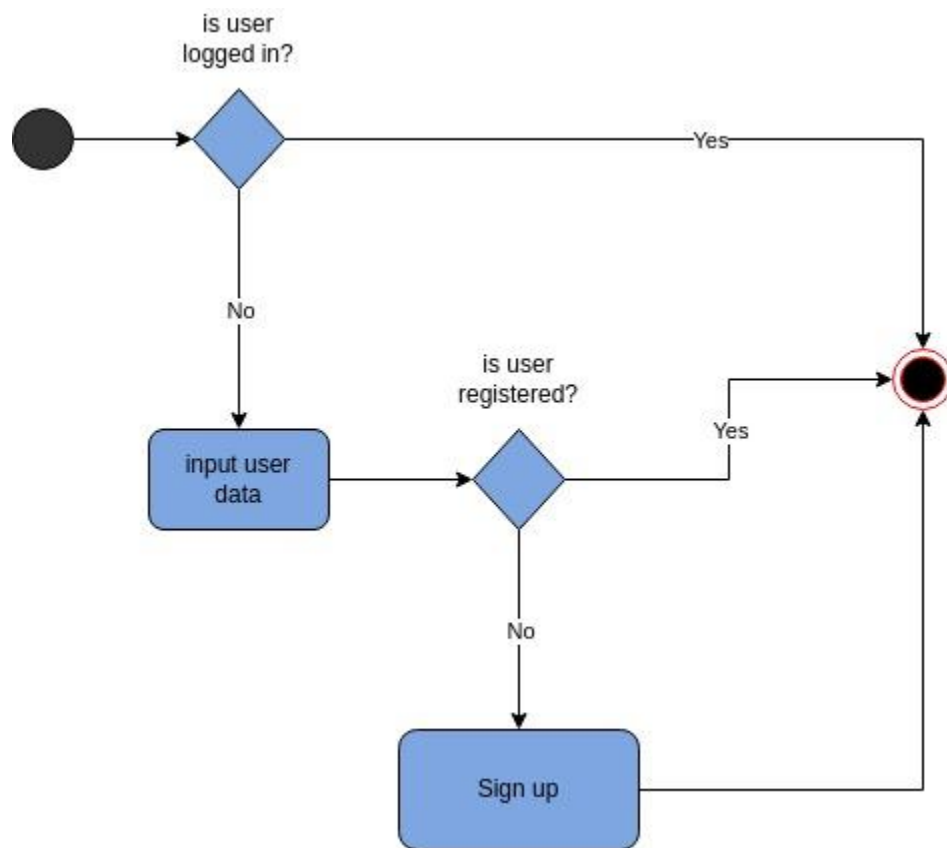 is user
logged in?
Yes
No
is user
registered?
Yes
input user
data
No
Sign up